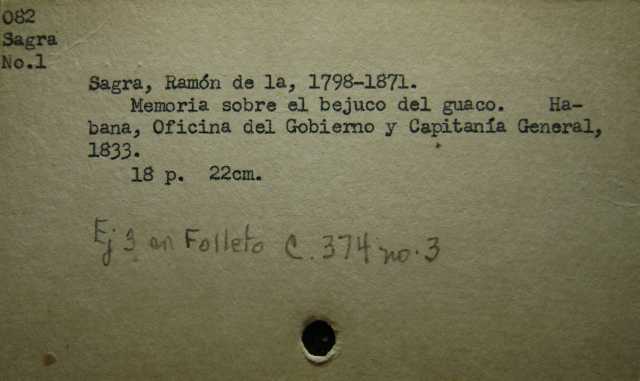 082
Sagra
No.1
Sagra, Ramón de la, 1798-1871.
Memoria sobre el bejuco del guaco. Ha-
bana, Oficina del Gobierno y Capitanía General,
1833.
18 p. 22cm.
Ej 3 en Folleto C. 374 no. 3